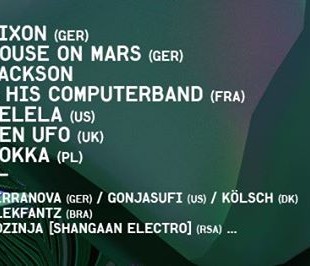 IXON (GER)
OUSE ON MARS (GER)
ACKSON
HIS COMPUTERBAND (FRA)
ELELA (US)
EN UFO (UK)
OKKA (PL)
—
ERRANOVA (GER) / GONJASUFI (US) / KÖLSCH (DK)
LEKFANTZ (BRA)
OZINJA [SHANGAAN ELECTRO] (RSA) ...